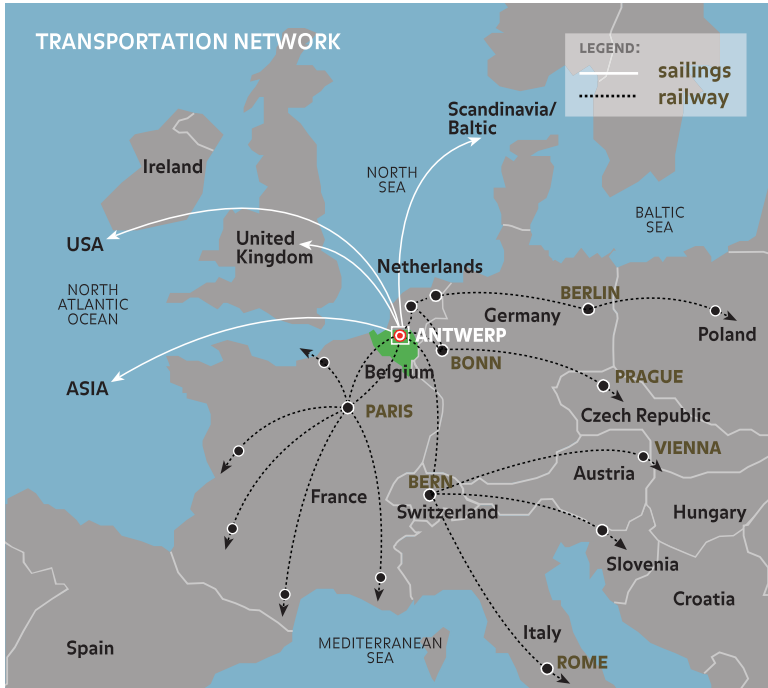 TRANSPORTATION NETWORK
LEGEND:
sailings
railway
Scandinavia/
Baltic
Ireland
NORTH
SEA
BALTIC
SEA
USA
United
Kingdom
Netherlands
NORTH
ATLANTIC
OCEAN
BERLIN
Germany
Poland
ANTWERP
BONN
Belgium
ASIA
PRAGUE
PARIS
Czech Republic
VIENNA
Austria
BERN
France
Switzerland
Hungary
Slovenia
Croatia
Italy
Spain
MEDITERRANEAN
SEA
ROME